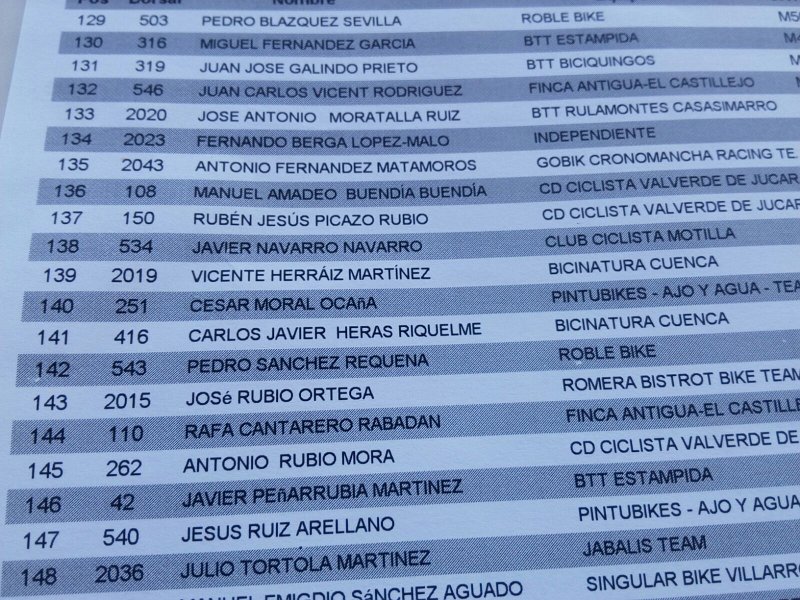 Pos Dorsal Nombre
129 503 PEDRO BLAZQUEZ SEVILLA ROBLE BIKE
130 316 MIGUEL FERNANDEZ GARCIA BTT ESTAMPIDA
131 319 JUAN JOSE GALINDO PRIETO BTT BICIQUINGOS
132 546 JUAN CARLOS VICENT RODRIGUEZ FINCA ANTIGUA-EL CASTILLEJO
133 2020 JOSE ANTONIO MORATALLA RUIZ BTT RULAMONTES CASASIMARRO
134 2023 FERNANDO BERGA LOPEZ-MALO INDEPENDIENTE
135 2043 ANTONIO FERNANDEZ MATAMOROS GOBIK CRONOMANCHA RACING TE.
136 108 MANUEL AMADEO BUENDÍA BUENDÍA CD CICLISTA VALVERDE DE JUCAR
137 150 RUBÉN JESÚS PICAZO RUBIO CD CICLISTA VALVERDE DE JUCAR
138 534 JAVIER NAVARRO NAVARRO CLUB CICLISTA MOTILLA
139 2019 VICENTE HERRÁIZ MARTÍNEZ BICINATURA CUENCA
140 251 CESAR MORAL OCAñA PINTUBIKES - AJO Y AGUA - TEA
141 416 CARLOS JAVIER HERAS RIQUELME BICINATURA CUENCA
142 543 PEDRO SANCHEZ REQUENA ROBLE BIKE
143 2015 JOSé RUBIO ORTEGA ROMERA BISTROT BIKE TEAM
144 110 RAFA CANTARERO RABADAN FINCA ANTIGUA-EL CASTILLE
145 262 ANTONIO RUBIO MORA CD CICLISTA VALVERDE DE
146 42 JAVIER PEñARRUBIA MARTINEZ BTT ESTAMPIDA
147 540 JESUS RUIZ ARELLANO PINTUBIKES - AJO Y AGUA
148 2036 JULIO TORTOLA MARTINEZ JABALIS TEAM
MANUEL EMIGDIO SáNCHEZ AGUADO SINGULAR BIKE VILLARR